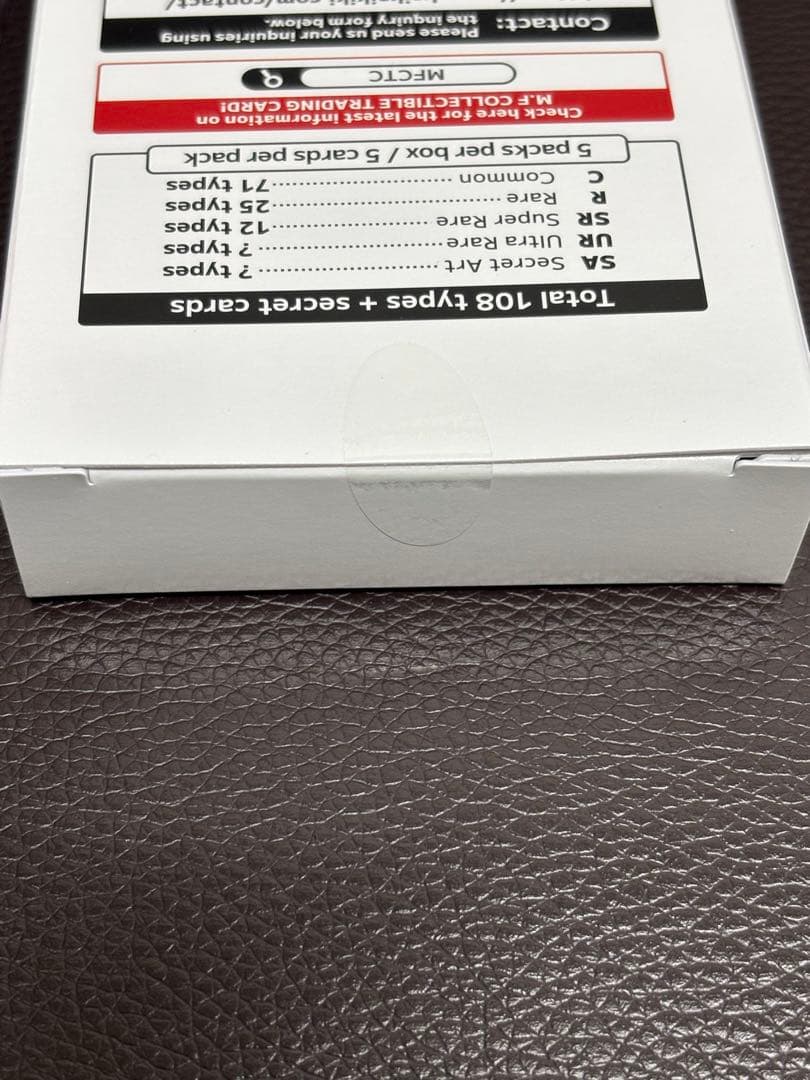 Total 108 types + secret cards
SA Secret Art ························ ? types
UR Ultra Rare ························ ? types
SR Super Rare ························ 12 types
R Rare ························ 25 types
C Common ························ 71 types
5 packs per box / 5 cards per pack
Check here for the latest information on
M.F COLLECTIBLE TRADING CARD!
MFCTC
Contact: Please send us your inquiries using
the inquiry form below.